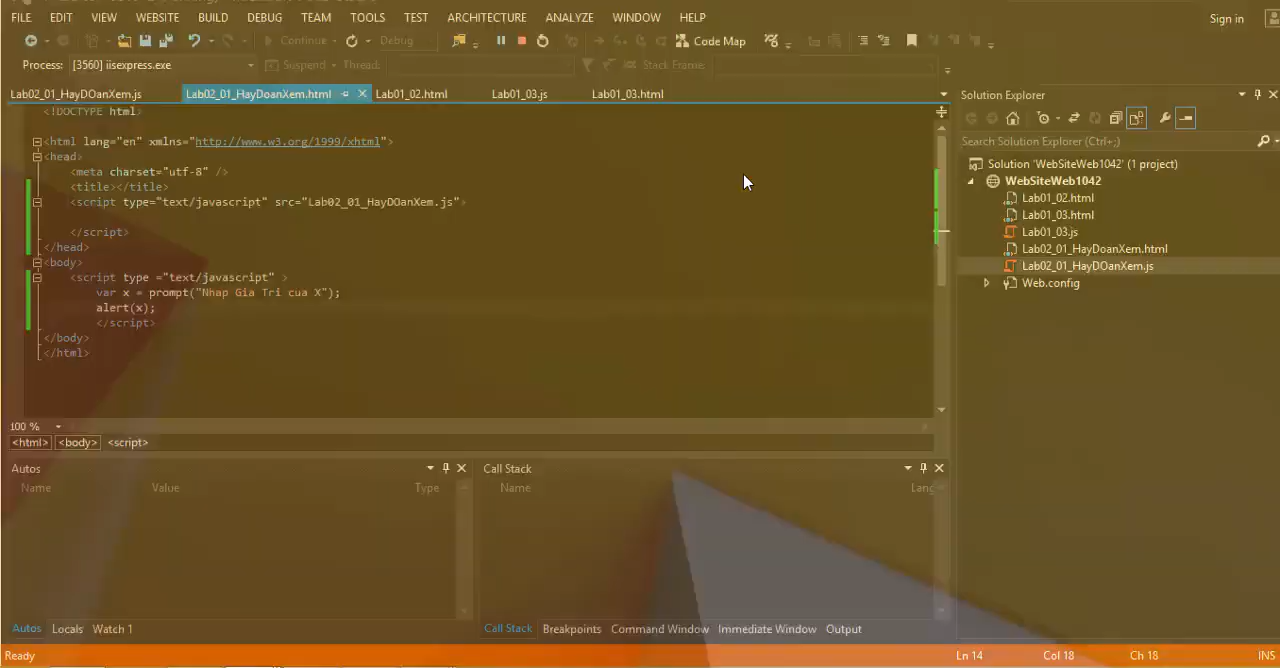 FILE EDIT VIEW WEBSITE BUILD DEBUG TEAM TOOLS TEST ARCHITECTURE ANALYZE WINDOW HELP Sign in
Continue Debug Code Map
Process: [3560] iisexpress.exe Suspend Thread: Stack Frame:
Lab02_01_HayDOanXem.js Lab02_01_HayDoanXem.html Lab01_02.html Lab01_03.js Lab01_03.html
<!DOCTYPE html>
<html lang="en" xmlns="http://www.w3.org/1999/xhtml">
<head>
<meta charset="utf-8" />
<title></title>
<script type="text/javascript" src="Lab02_01_HayDOanXem.js">
</script>
</head>
<body>
<script type ="text/javascript" >
var x = prompt("Nhap Gia Tri cua X");
alert(x);
</script>
</body>
</html>
100 %
<html> <body> <script>
Solution Explorer
Search Solution Explorer (Ctrl+;)
Solution 'WebSiteWeb1042' (1 project)
WebSiteWeb1042
Lab01_02.html
Lab01_03.html
Lab01_03.js
Lab02_01_HayDoanXem.html
Lab02_01_HayDOanXem.js
Web.config
Autos
Name Value Type
Call Stack
Name Lang
Autos Locals Watch 1
Call Stack Breakpoints Command Window Immediate Window Output
Ready Ln 14 Col 18 Ch 18 INS